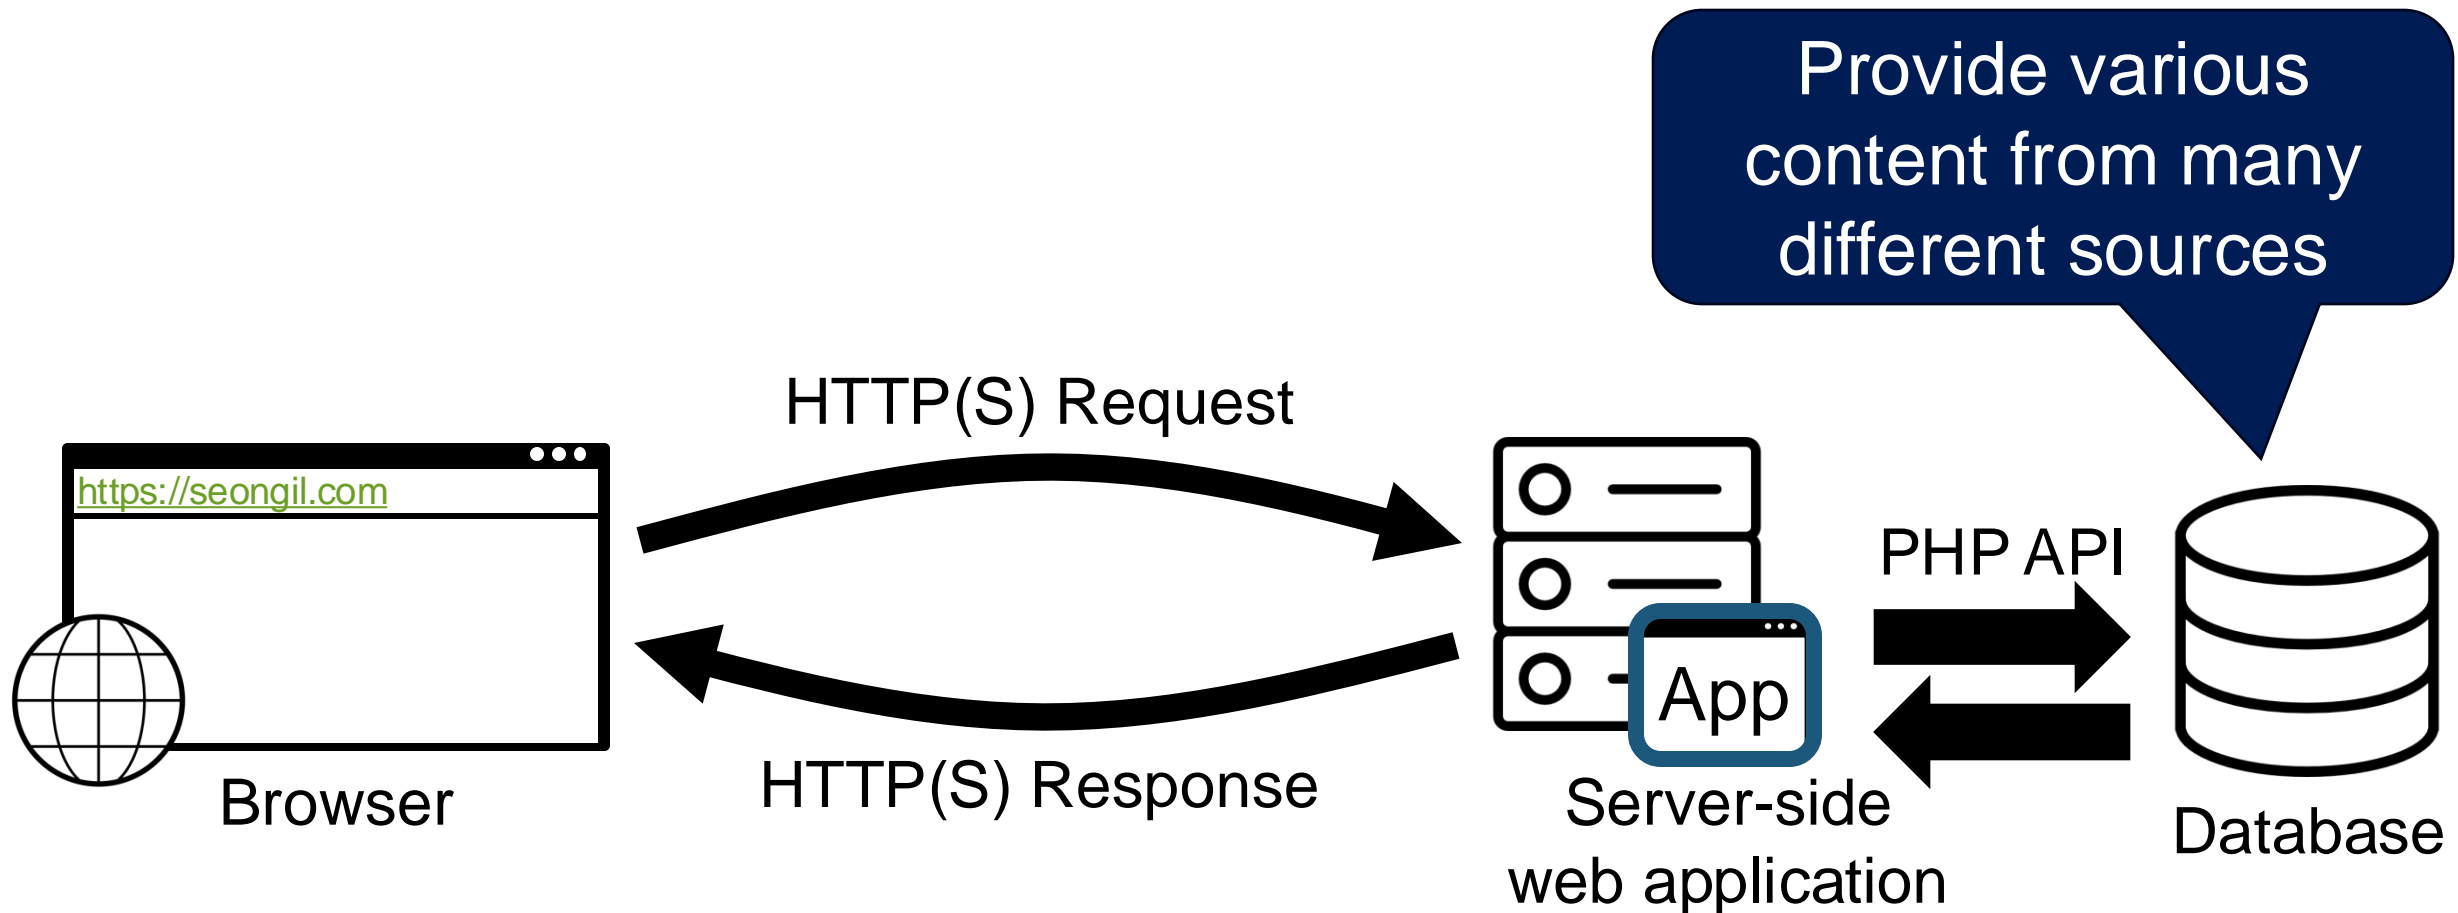 Provide various
content from many
different sources
HTTP(S) Request
https://seongil.com
PHP API
App
Browser
HTTP(S) Response
Server-side
web application
Database